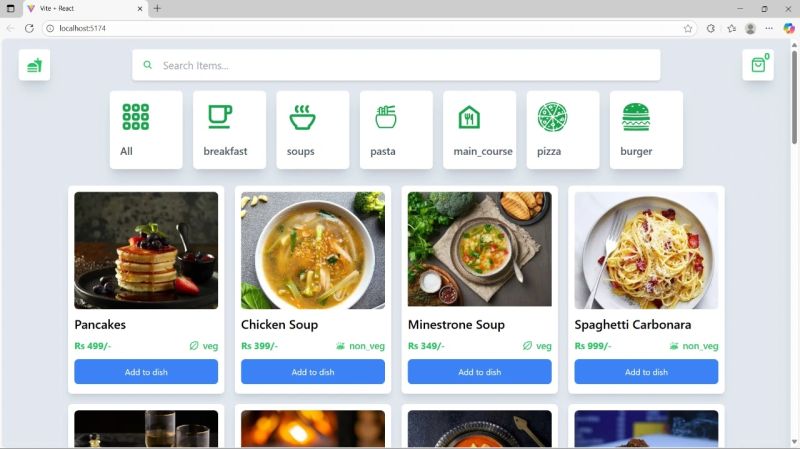 Vite + React
localhost:5174
Search Items...
0
All
breakfast
soups
pasta
main_course
pizza
burger
Pancakes
Rs 499/-
veg
Add to dish
Chicken Soup
Rs 399/-
non_veg
Add to dish
Minestrone Soup
Rs 349/-
veg
Add to dish
Spaghetti Carbonara
Rs 999/-
non_veg
Add to dish